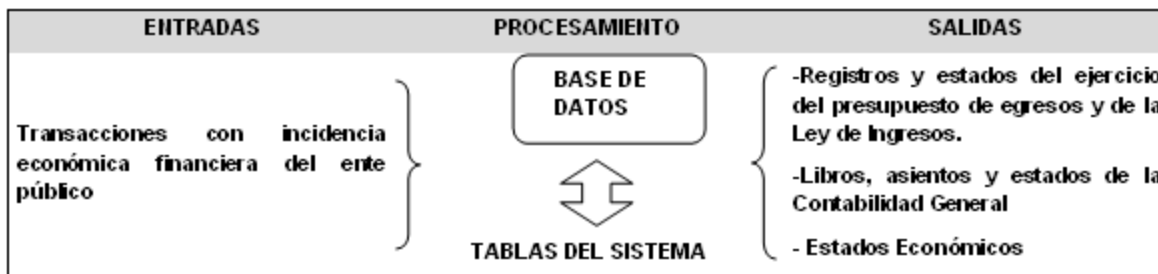 ENTRADAS PROCESAMIENTO SALIDAS
Transacciones con incidencia
económica financiera del ente
público
BASE DE
DATOS
TABLAS DEL SISTEMA
-Registros y estados del ejercicio
del presupuesto de egresos y de la
Ley de Ingresos.
-Libros, asientos y estados de la
Contabilidad General
- Estados Económicos